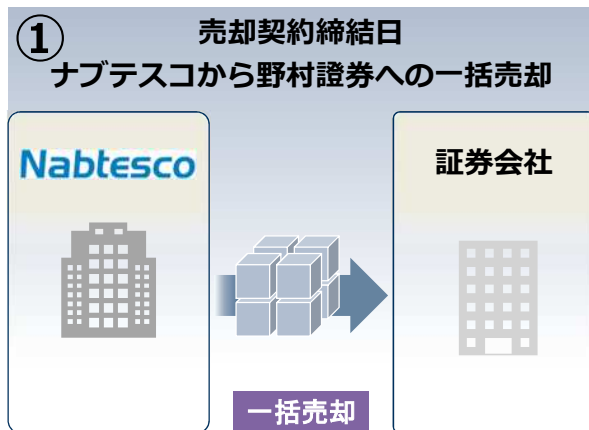 ①
売却契約締結日
ナブテスコから野村證券への一括売却
Nabtesco
証券会社
一括売却